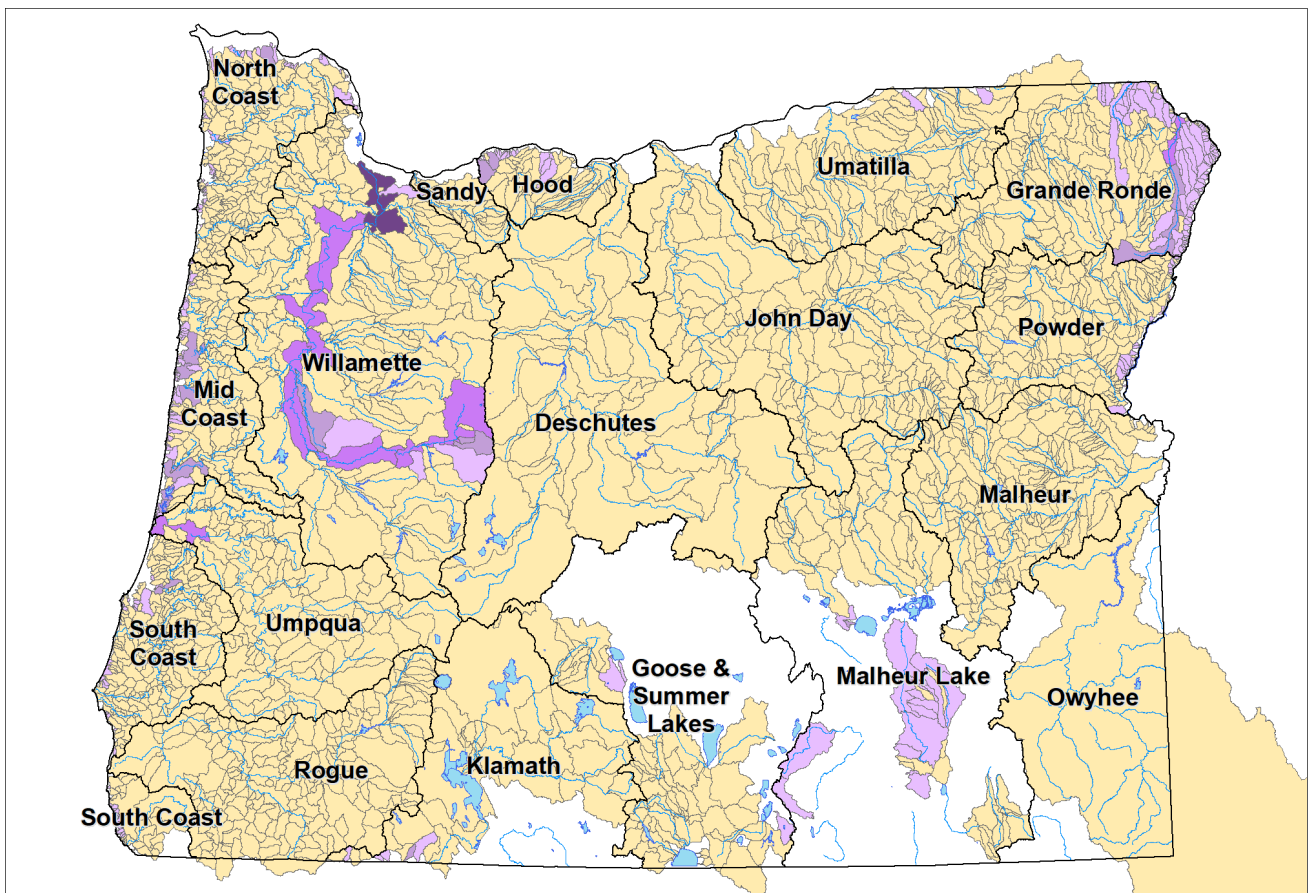 North
Coast
Sandy
Hood
Umatilla
Grande Ronde
John Day
Powder
Willamette
Mid
Coast
Deschutes
Malheur
South
Coast
Umpqua
Goose &
Summer
Lakes
Malheur Lake
Owyhee
Rogue
Klamath
South Coast